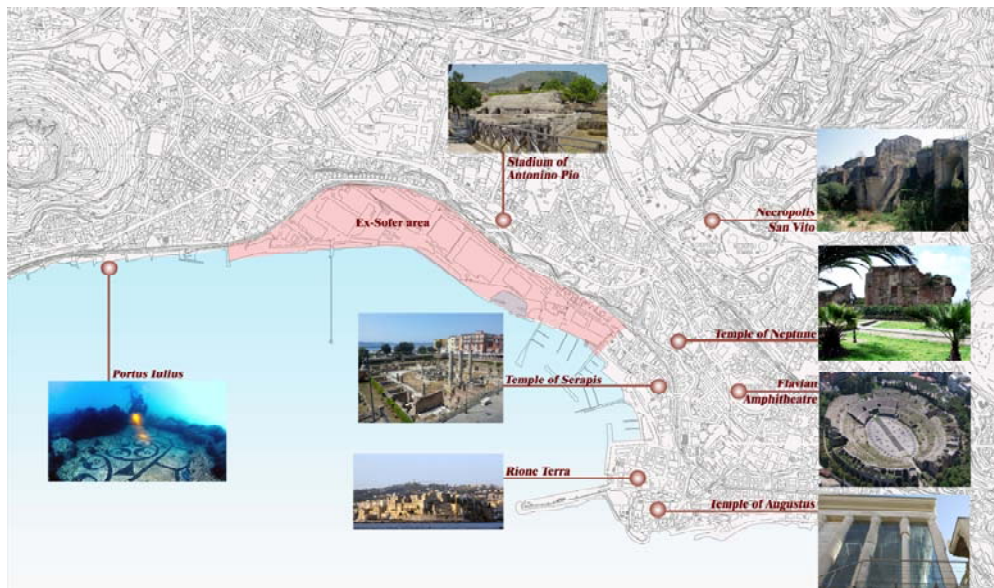 Stadium of
Antonino Pio
Ex-Sofer area
Necropolis
San Vito
Temple of Neptune
Portus Iulius
Temple of Serapis
Flavian
Amphitheatre
Rione Terra
Temple of Augustus